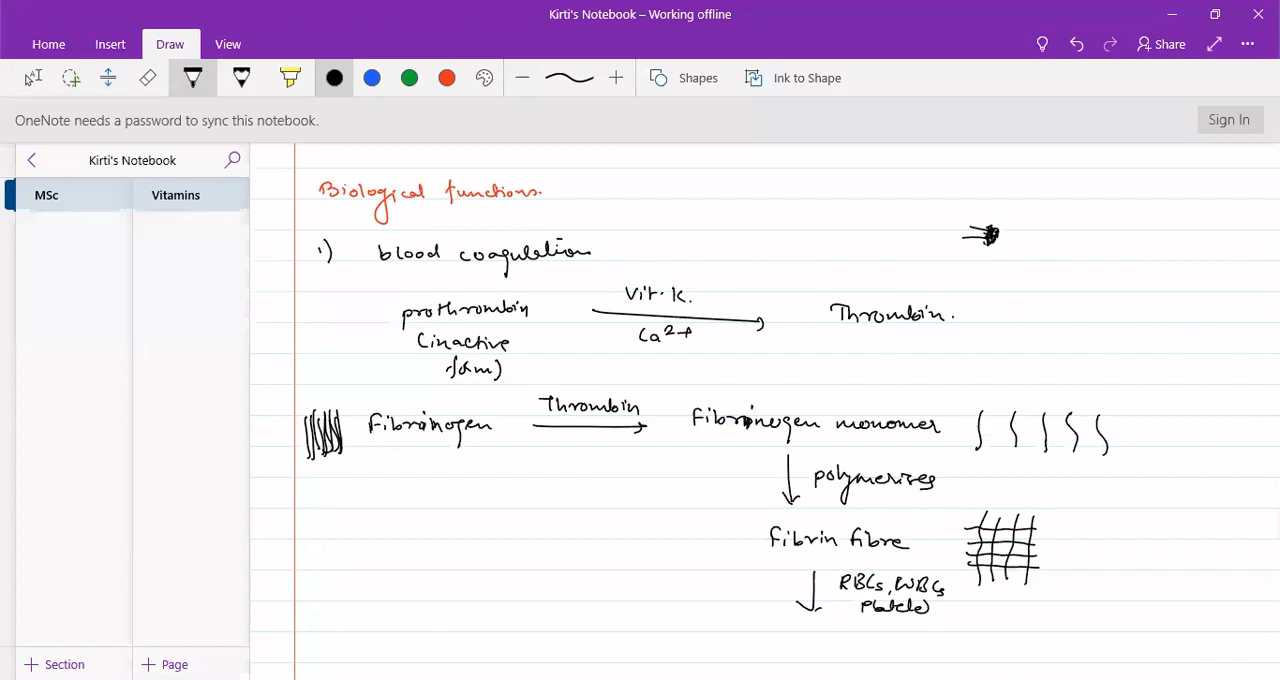 Kirti's Notebook – Working offline
Home Insert Draw View
Share
Shapes Ink to Shape
OneNote needs a password to sync this notebook.
Sign In
Kirti's Notebook
MSc Vitamins
Biological functions.
1) blood coagulation
prothrombin Vit. K. Thrombin.
(inactive Ca2+
form)
Fibrinogen Thrombin Fibrinogen monomer
polymerises
Fibrin fibre
RBCs, WBCs
Section Page